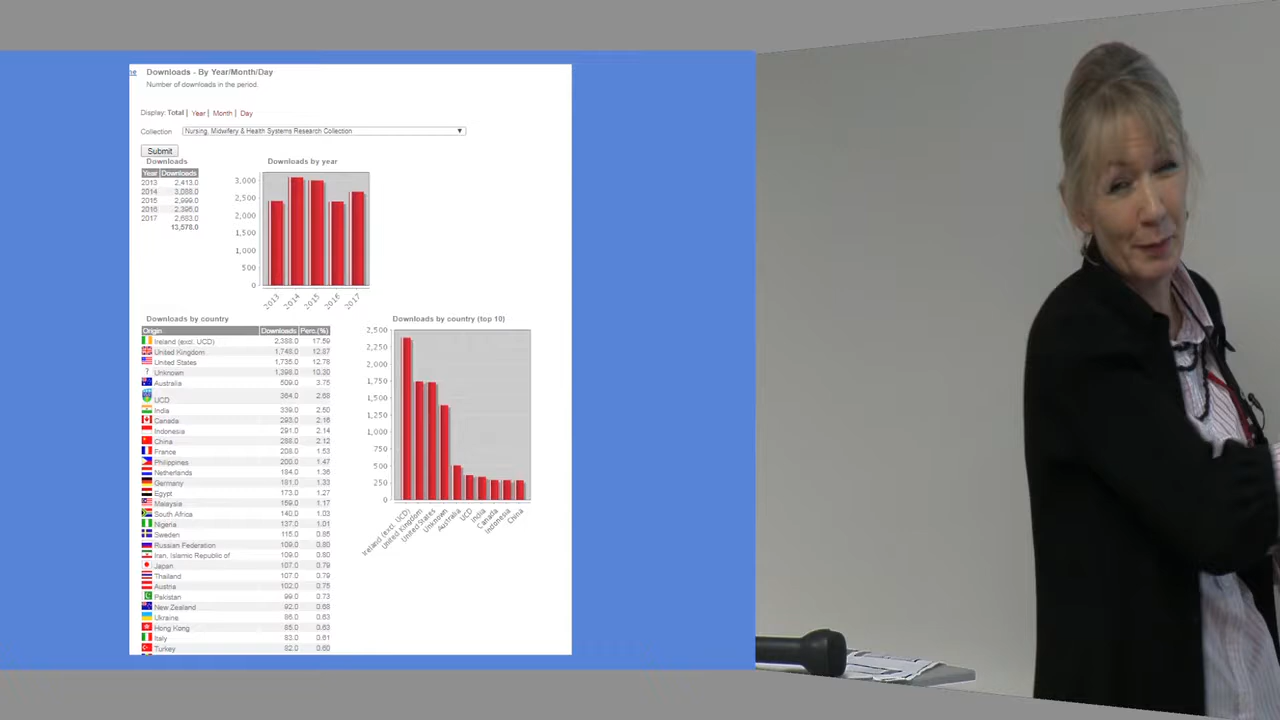 Downloads - By Year/Month/Day
Number of downloads in the period.
Display: Total | Year | Month | Day
Collection Nursing, Midwifery & Health Systems Research Collection
Submit
Downloads
Year Downloads
2013 2,413.0
2014 3,088.0
2015 2,999.0
2016 2,395.0
2017 2,683.0
13,578.0
Downloads by year
3,000
2,500
2,000
1,500
1,000
500
0
2013 2014 2015 2016 2017
Downloads by country
Origin Downloads Perc.(%)
Ireland (excl. UCD) 2,388.0 17.59
United Kingdom 1,748.0 12.87
United States 1,735.0 12.78
? Unknown 1,398.0 10.30
Australia 509.0 3.75
UCD 364.0 2.68
India 339.0 2.50
Canada 293.0 2.16
Indonesia 291.0 2.14
China 288.0 2.12
France 208.0 1.53
Philippines 200.0 1.47
Netherlands 184.0 1.36
Germany 181.0 1.33
Egypt 173.0 1.27
Malaysia 159.0 1.17
South Africa 140.0 1.03
Nigeria 137.0 1.01
Sweden 115.0 0.85
Russian Federation 109.0 0.80
Iran, Islamic Republic of 109.0 0.80
Japan 107.0 0.79
Thailand 107.0 0.79
Austria 102.0 0.75
Pakistan 99.0 0.73
New Zealand 92.0 0.68
Ukraine 86.0 0.63
Hong Kong 85.0 0.63
Italy 83.0 0.61
Turkey 82.0 0.60
Downloads by country (top 10)
2,500
2,250
2,000
1,750
1,500
1,250
1,000
750
500
250
0
Ireland (excl. UCD) United Kingdom United States Unknown Australia UCD India Canada Indonesia China